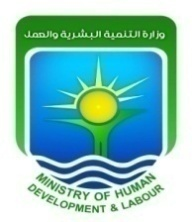 وزارة التنمية البشرية والعمل
MINISTRY OF HUMAN
DEVELOPMENT & LABOUR